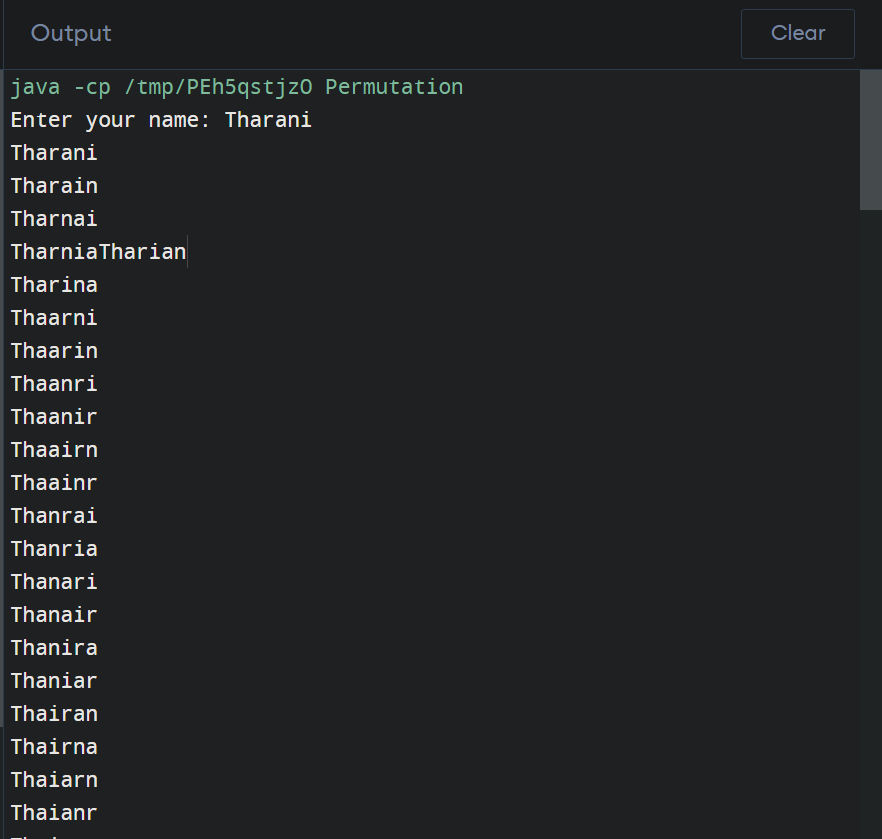 Output
Clear
java -cp /tmp/PEh5qstjzO Permutation
Enter your name: Tharani
Tharani
Tharain
Tharnai
TharniaTharian
Tharina
Thaarni
Thaarin
Thaanri
Thaanir
Thaairn
Thaainr
Thanrai
Thanria
Thanari
Thanair
Thanira
Thaniar
Thairan
Thairna
Thaiarn
Thaianr